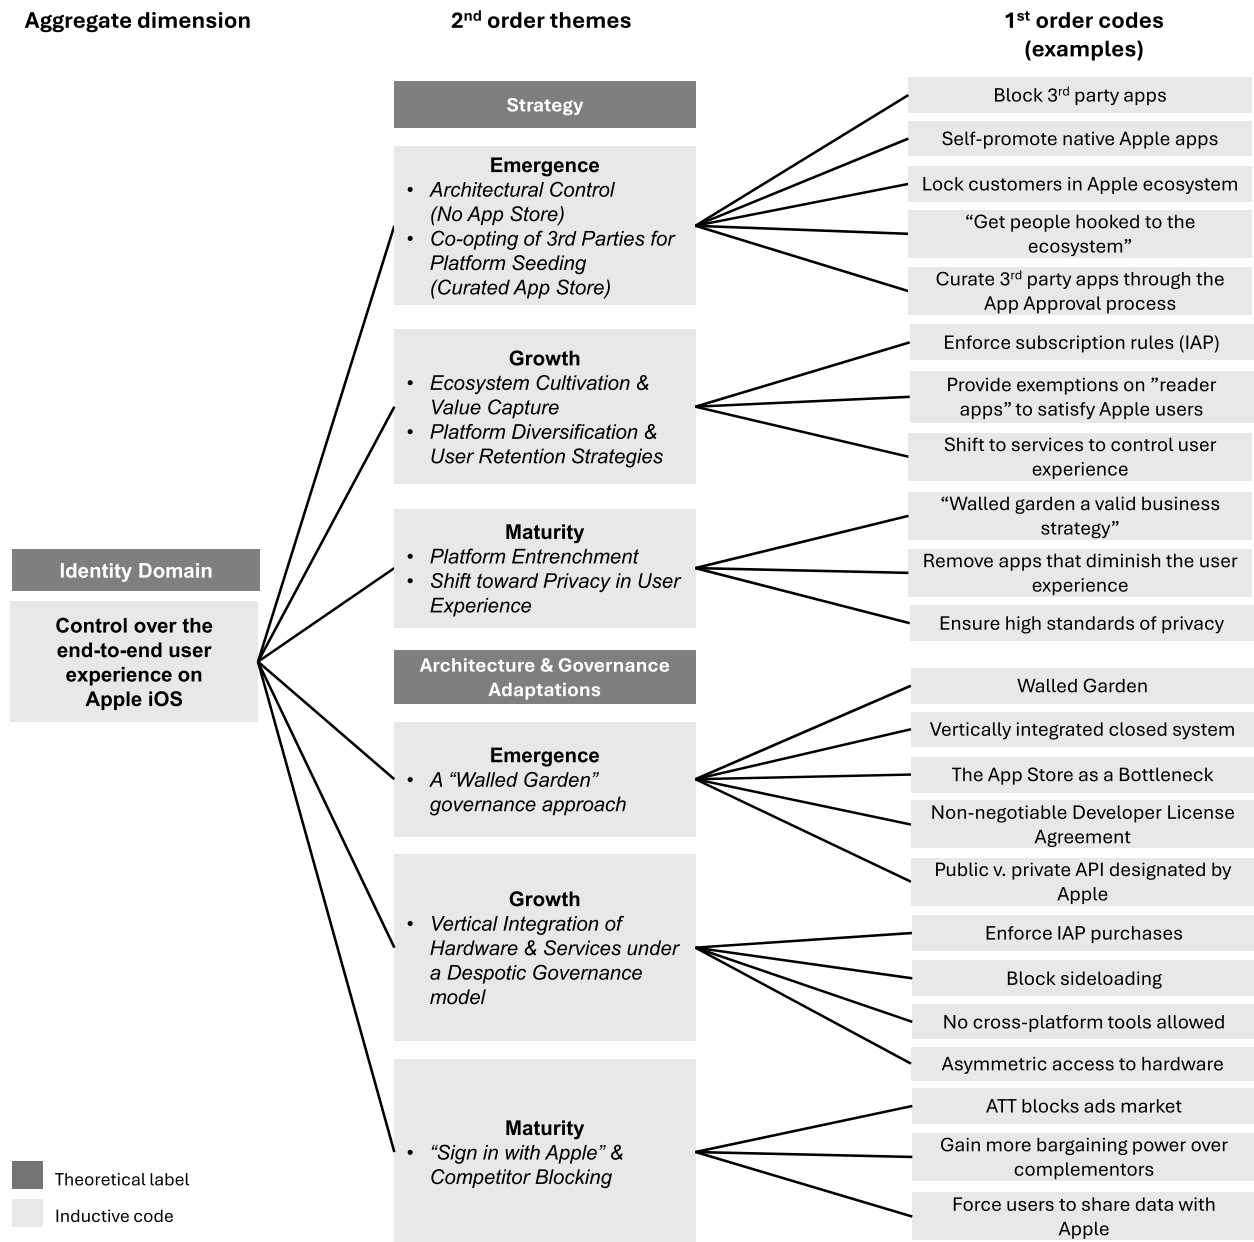 Aggregate dimension
2nd order themes
1st order codes
(examples)
Identity Domain
Control over the
end-to-end user
experience on
Apple iOS
Strategy
Emergence
• Architectural Control
(No App Store)
• Co-opting of 3rd Parties for
Platform Seeding
(Curated App Store)
Block 3rd party apps
Self-promote native Apple apps
Lock customers in Apple ecosystem
“Get people hooked to the
ecosystem”
Curate 3rd party apps through the
App Approval process
Growth
• Ecosystem Cultivation &
Value Capture
• Platform Diversification &
User Retention Strategies
Enforce subscription rules (IAP)
Provide exemptions on ”reader
apps” to satisfy Apple users
Shift to services to control user
experience
Maturity
• Platform Entrenchment
• Shift toward Privacy in User
Experience
“Walled garden a valid business
strategy”
Remove apps that diminish the user
experience
Ensure high standards of privacy
Architecture & Governance
Adaptations
Emergence
• A “Walled Garden”
governance approach
Walled Garden
Vertically integrated closed system
The App Store as a Bottleneck
Non-negotiable Developer License
Agreement
Public v. private API designated by
Apple
Growth
• Vertical Integration of
Hardware & Services under
a Despotic Governance
model
Enforce IAP purchases
Block sideloading
No cross-platform tools allowed
Asymmetric access to hardware
Maturity
• “Sign in with Apple” &
Competitor Blocking
ATT blocks ads market
Gain more bargaining power over
complementors
Force users to share data with
Apple
Theoretical label
Inductive code